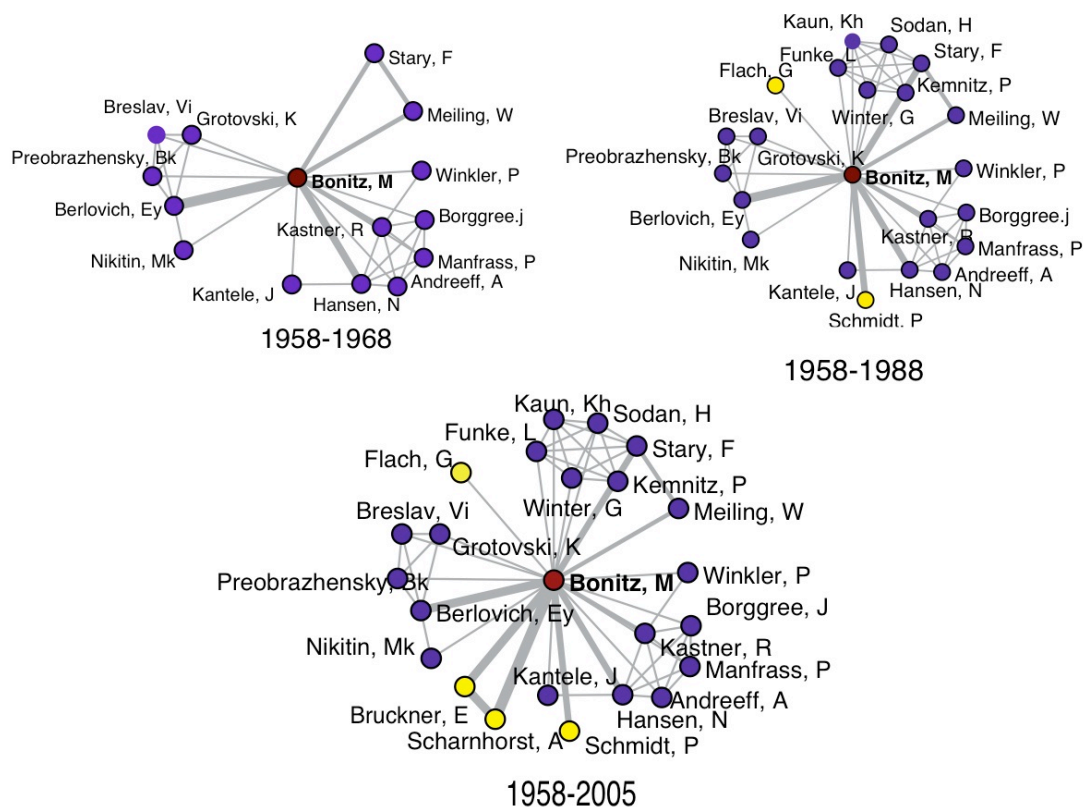 Stary, F
Breslav, Vi
Grotovski, K
Meiling, W
Preobrazhensky, Bk
Winkler, P
Bonitz, M
Berlovich, Ey
Borggree.j
Kastner, R
Nikitin, Mk
Manfrass, P
Andreeff, A
Kantele, J
Hansen, N
1958-1968
Kaun, Kh
Sodan, H
Funke, L
Stary, F
Flach, G
Kemnitz, P
Breslav, Vi
Winter, G
Meiling, W
Preobrazhensky, Bk
Grotovski, K
Winkler, P
Bonitz, M
Berlovich, Ey
Borggree.j
Kastner, R
Manfrass, P
Nikitin, Mk
Andreeff, A
Kantele, J
Hansen, N
Schmidt, P
1958-1988
Kaun, Kh
Sodan, H
Funke, L
Stary, F
Flach, G
Kemnitz, P
Breslav, Vi
Winter, G
Meiling, W
Grotovski, K
Preobrazhensky, Bk
Bonitz, M
Winkler, P
Berlovich, Ey
Borggree, J
Nikitin, Mk
Kastner, R
Kantele, J
Manfrass, P
Andreeff, A
Bruckner, E
Hansen, N
Scharnhorst, A
Schmidt, P
1958-2005